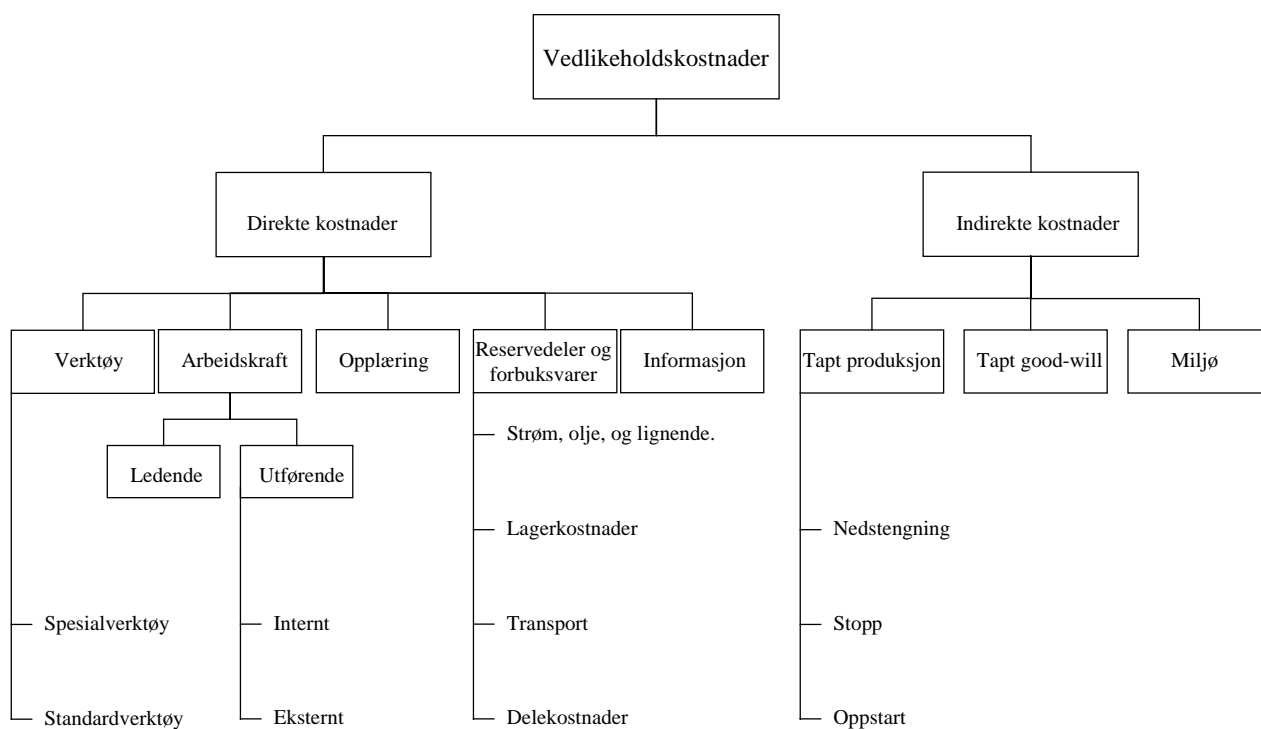 Vedlikeholdskostnader
Direkte kostnader
Indirekte kostnader
Verktøy
Arbeidskraft
Opplæring
Reservedeler og
forbuksvarer
Informasjon
Tapt produksjon
Tapt good-will
Miljø
Strøm, olje, og lignende.
Ledende
Utførende
Lagerkostnader
Nedstengning
Spesialverktøy
Internt
Transport
Stopp
Standardverktøy
Eksternt
Delekostnader
Oppstart